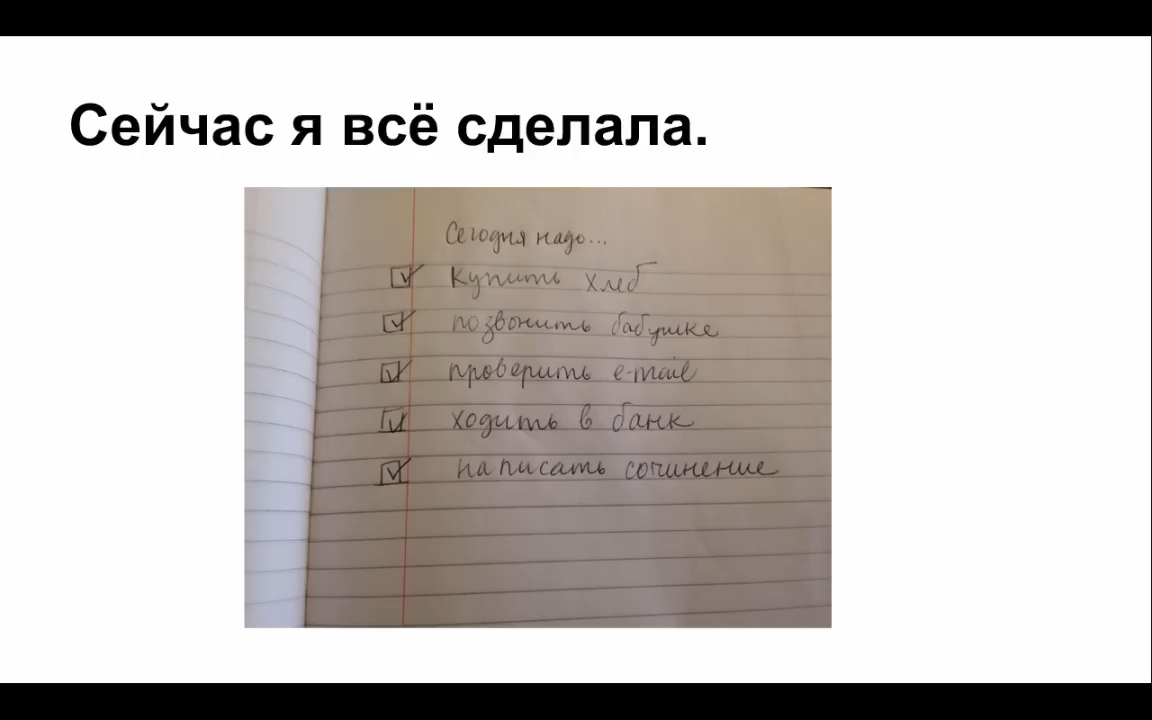 Сейчас я всё сделала.
Сегодня надо...
Купить хлеб
позвонить бабушке
проверить e-mail
ходить в банк
написать сочинение